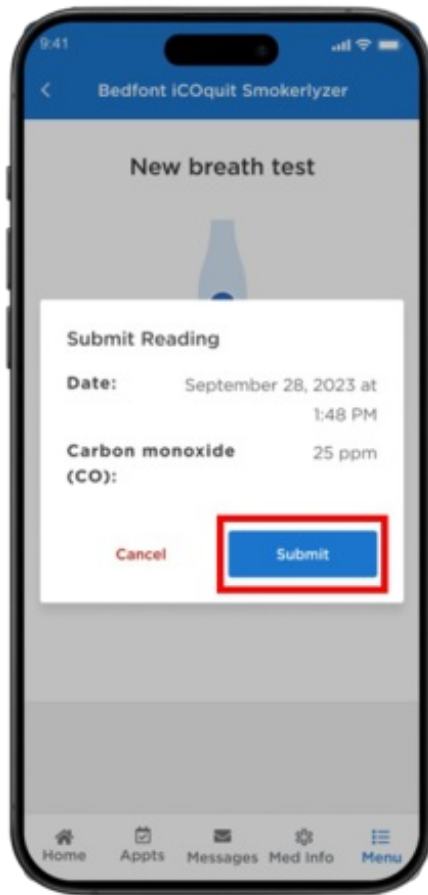 9:41
Bedfont iCOquit Smokerlyzer
New breath test
Submit Reading
Date: September 28, 2023 at
1:48 PM
Carbon monoxide 25 ppm
(CO):
Cancel Submit
Home Appts Messages Med Info Menu